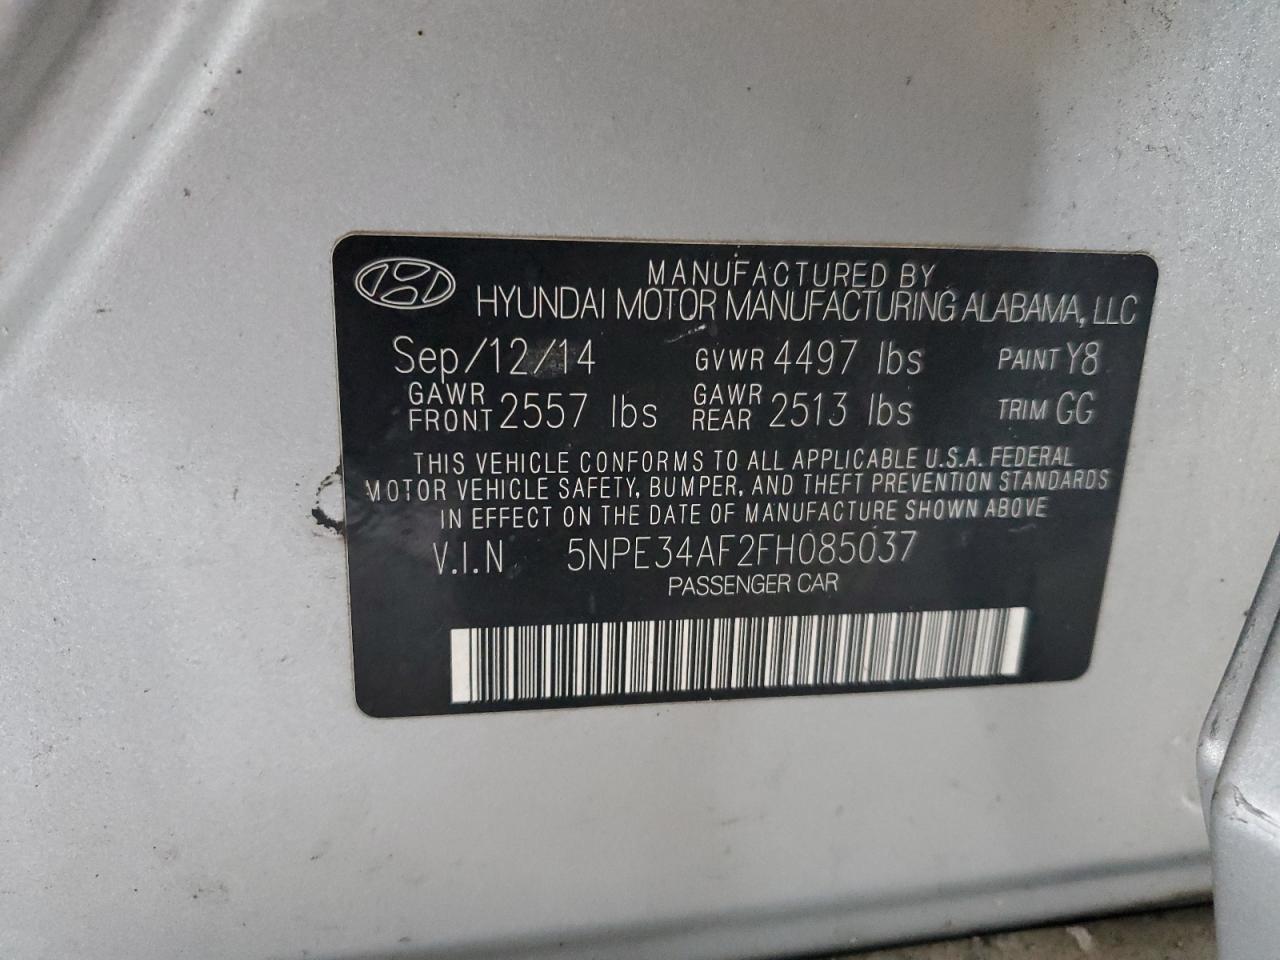 MANUFACTURED BY
HYUNDAI MOTOR MANUFACTURING ALABAMA, LLC
Sep/12/14 GVWR 4497 lbs PAINT Y8
GAWR FRONT 2557 lbs GAWR REAR 2513 lbs TRIM GG
THIS VEHICLE CONFORMS TO ALL APPLICABLE U.S.A. FEDERAL
MOTOR VEHICLE SAFETY, BUMPER, AND THEFT PREVENTION STANDARDS
IN EFFECT ON THE DATE OF MANUFACTURE SHOWN ABOVE
V.I.N 5NPE34AF2FH085037
PASSENGER CAR